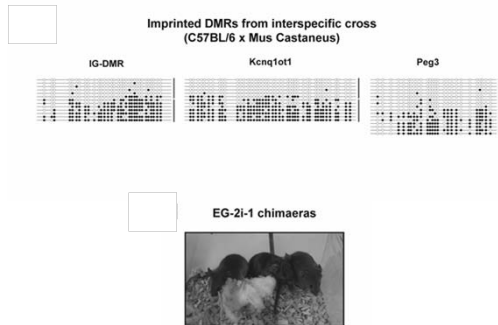 Imprinted DMRs from interspecific cross
(C57BL/6 x Mus Castaneus)
IG-DMR Kcnq1ot1 Peg3
EG-2i-1 chimaeras